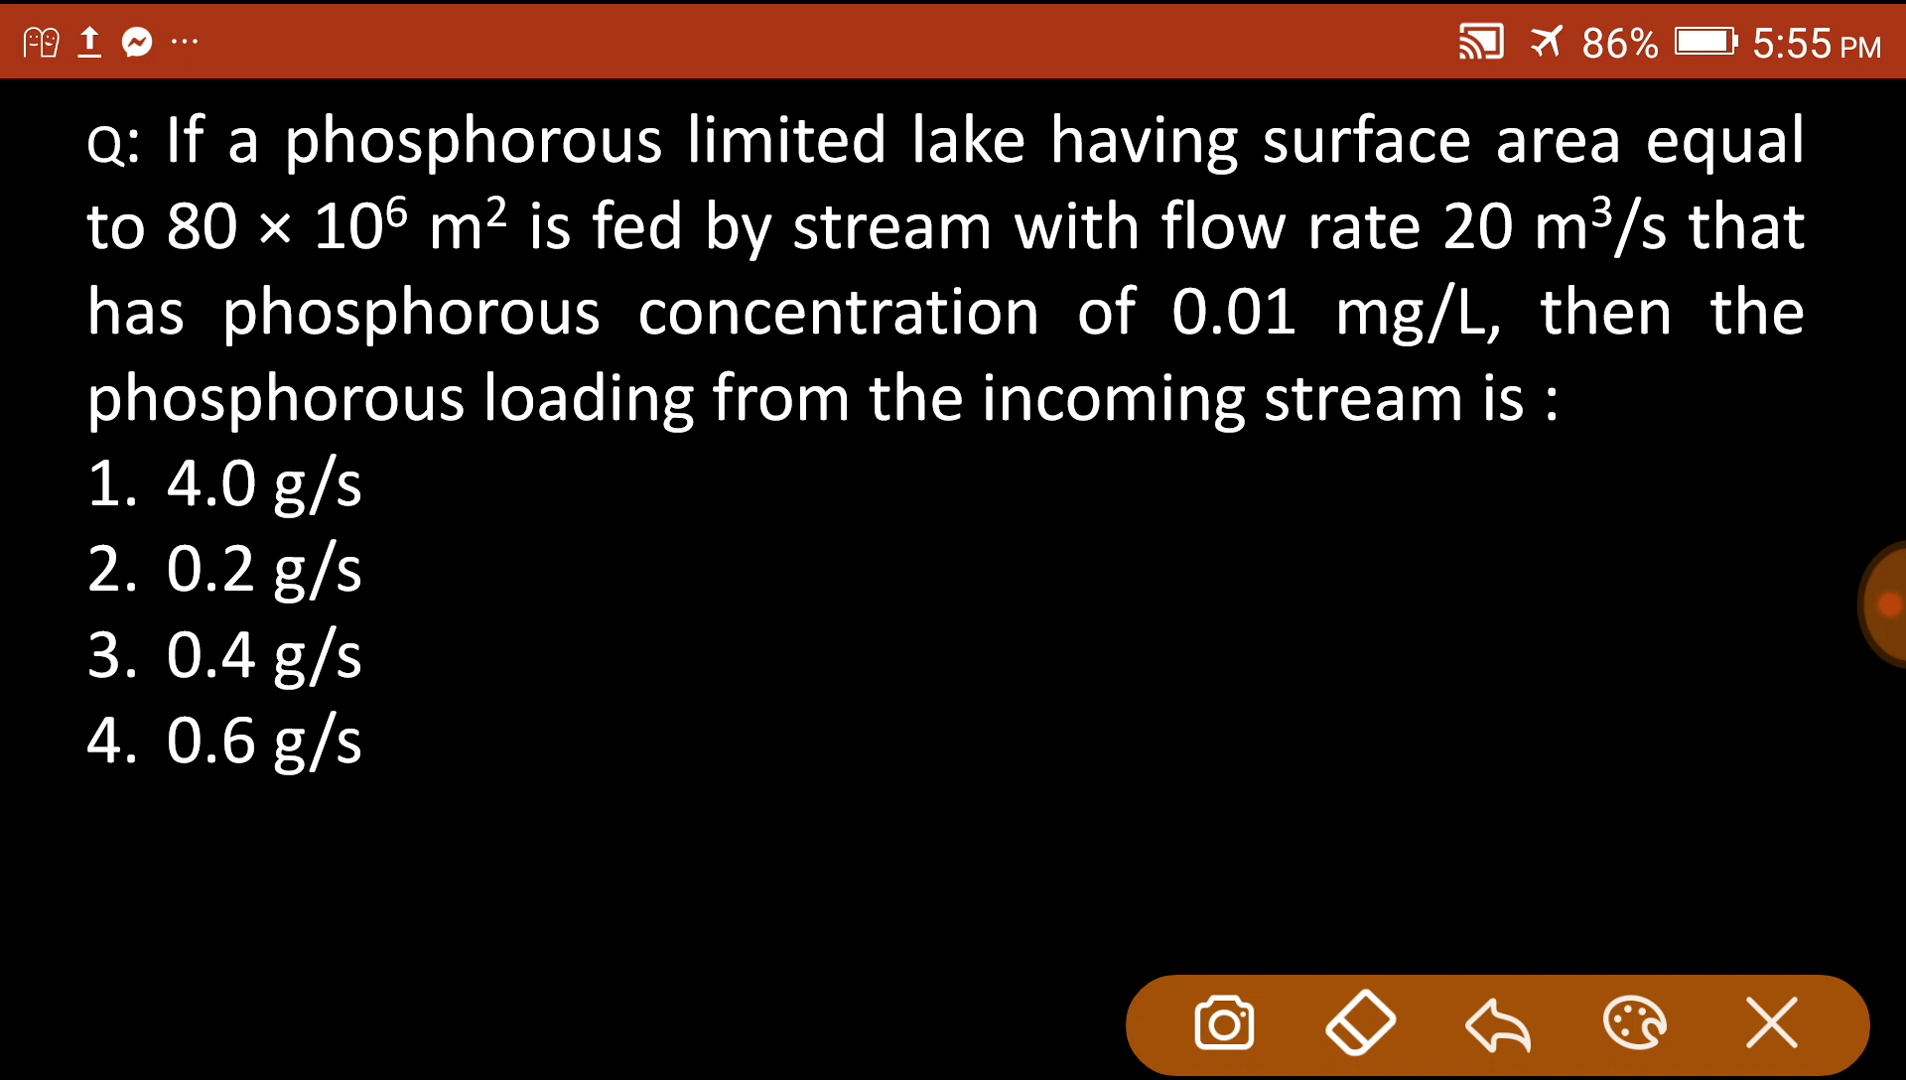 86% 5:55 PM
Q: If a phosphorous limited lake having surface area equal
to 80 × 10⁶ m² is fed by stream with flow rate 20 m³/s that
has phosphorous concentration of 0.01 mg/L, then the
phosphorous loading from the incoming stream is :
1. 4.0 g/s
2. 0.2 g/s
3. 0.4 g/s
4. 0.6 g/s